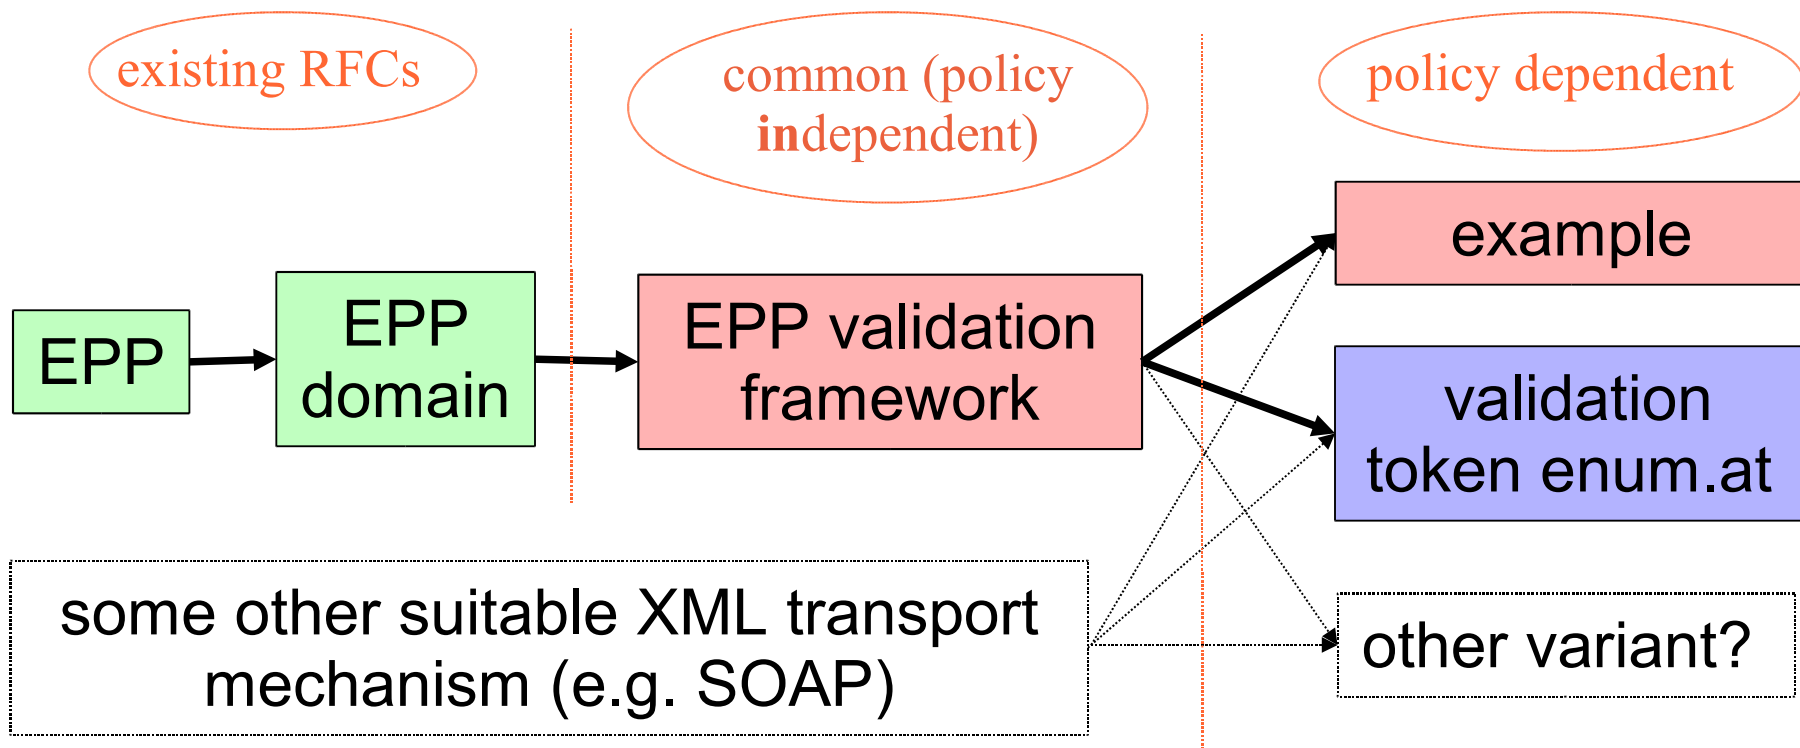 existing RFCs
common (policy
independent)
policy dependent
example
EPP
EPP
domain
EPP validation
framework
validation
token enum.at
some other suitable XML transport
mechanism (e.g. SOAP)
other variant?